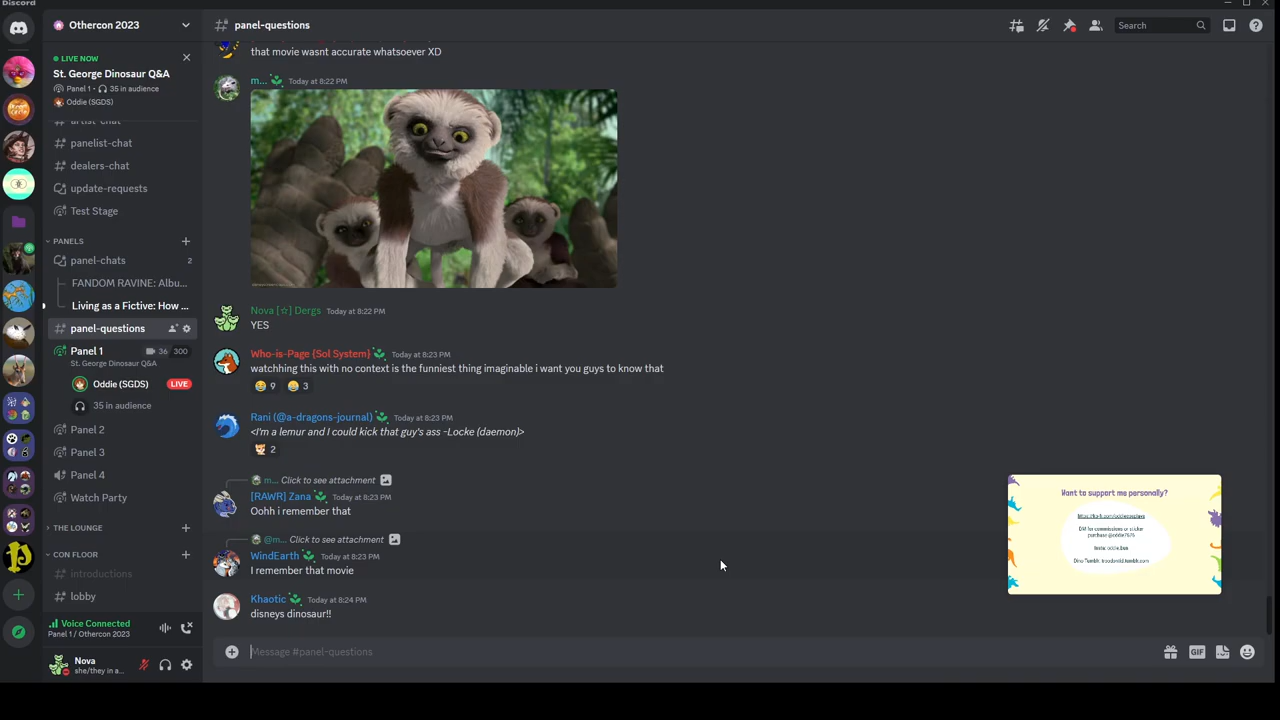 Discord
Othercon 2023
LIVE NOW
St. George Dinosaur Q&A
Panel 1 • 35 in audience
Oddie (SGDS)
artist-chat
panelist-chat
dealers-chat
update-requests
Test Stage
PANELS
panel-chats 2
FANDOM RAVINE: Albu...
Living as a Fictive: How ...
panel-questions
Panel 1 36 300
St. George Dinosaur Q&A
Oddie (SGDS) LIVE
35 in audience
Panel 2
Panel 3
Panel 4
Watch Party
THE LOUNGE
CON FLOOR
introductions
lobby
Voice Connected
Panel 1 / Othercon 2023
Nova
she/they in a...
panel-questions
Search
that movie wasnt accurate whatsoever XD
m... Today at 8:22 PM
Nova [☆] Dergs Today at 8:22 PM
YES
Who-is-Page {Sol System} Today at 8:23 PM
watchhing this with no context is the funniest thing imaginable i want you guys to know that
9 3
Rani (@a-dragons-journal) Today at 8:23 PM
<I'm a lemur and I could kick that guy's ass ~Locke (daemon)>
2
m... Click to see attachment
[RAWR] Zana Today at 8:23 PM
Oohh i remember that
@m... Click to see attachment
WindEarth Today at 8:23 PM
I remember that movie
Khaotic Today at 8:24 PM
disneys dinosaur!!
Message #panel-questions
GIF
Want to support me personally?
DM for commissions or sticker